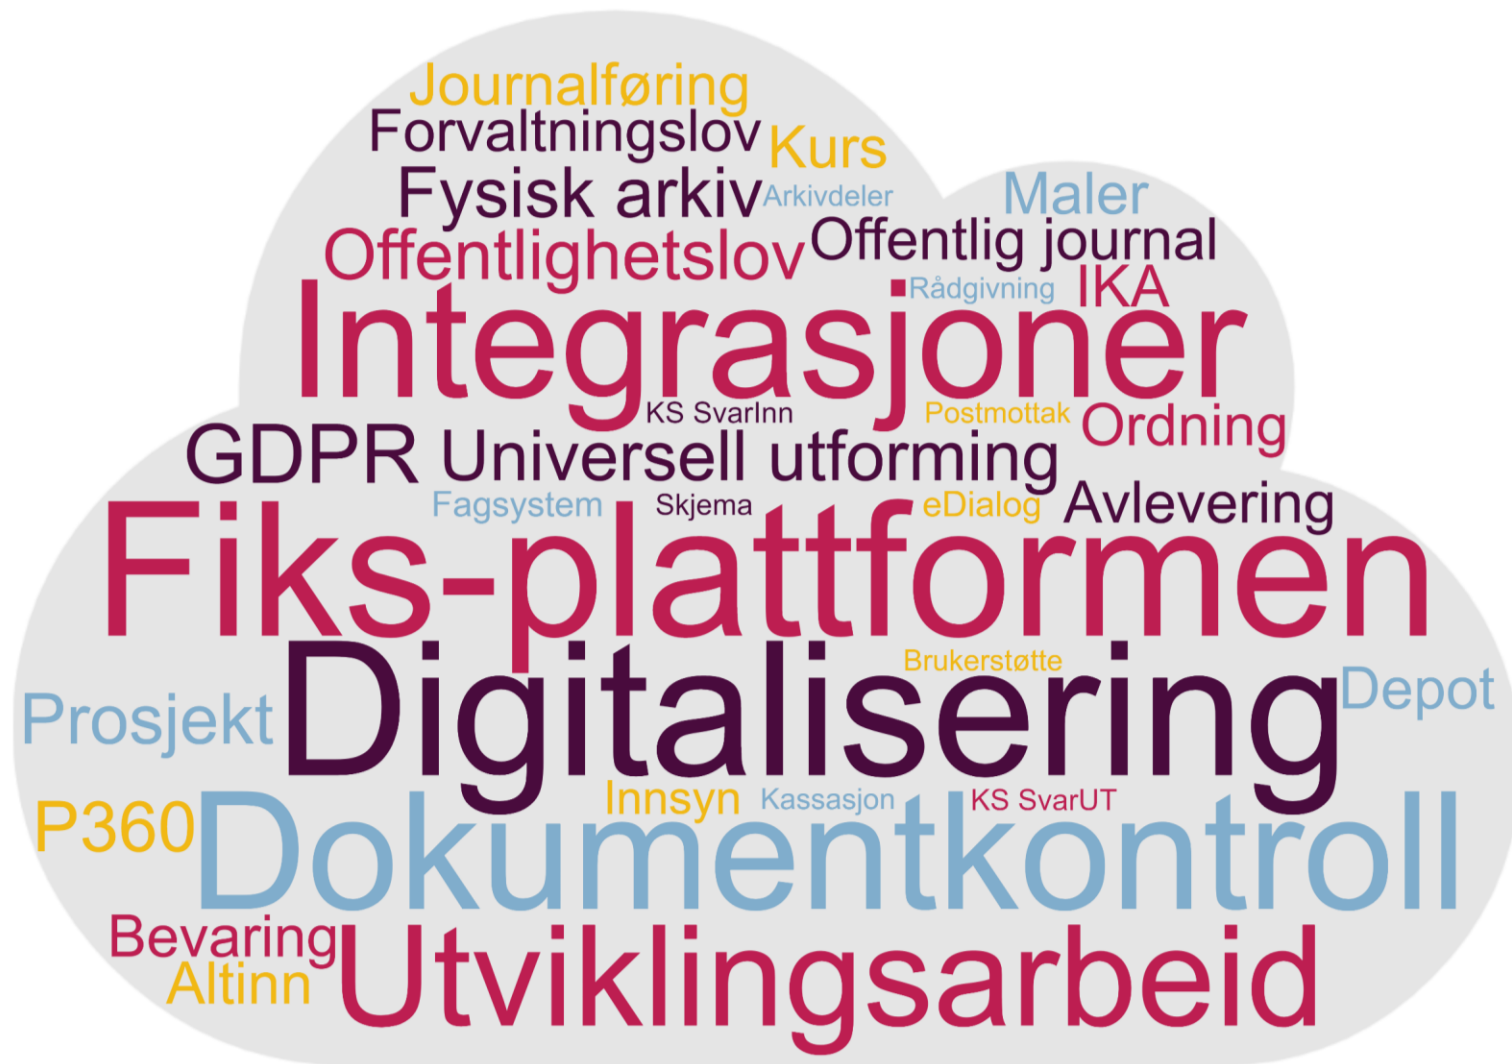 Journalføring
Forvaltningslov
Kurs
Fysisk arkiv
Arkivdeler
Maler
Offentlighetslov
Offentlig journal
Rådgivning
IKA
Integrasjoner
KS SvarInn
Postmottak
Ordning
GDPR
Universell utforming
Fagsystem
Skjema
eDialog
Avlevering
Fiks-plattformen
Digitalisering
Brukerstøtte
Depot
Prosjekt
Innsyn
Kassasjon
KS SvarUT
P360
Dokumentkontroll
Bevaring
Altinn
Utviklingsarbeid